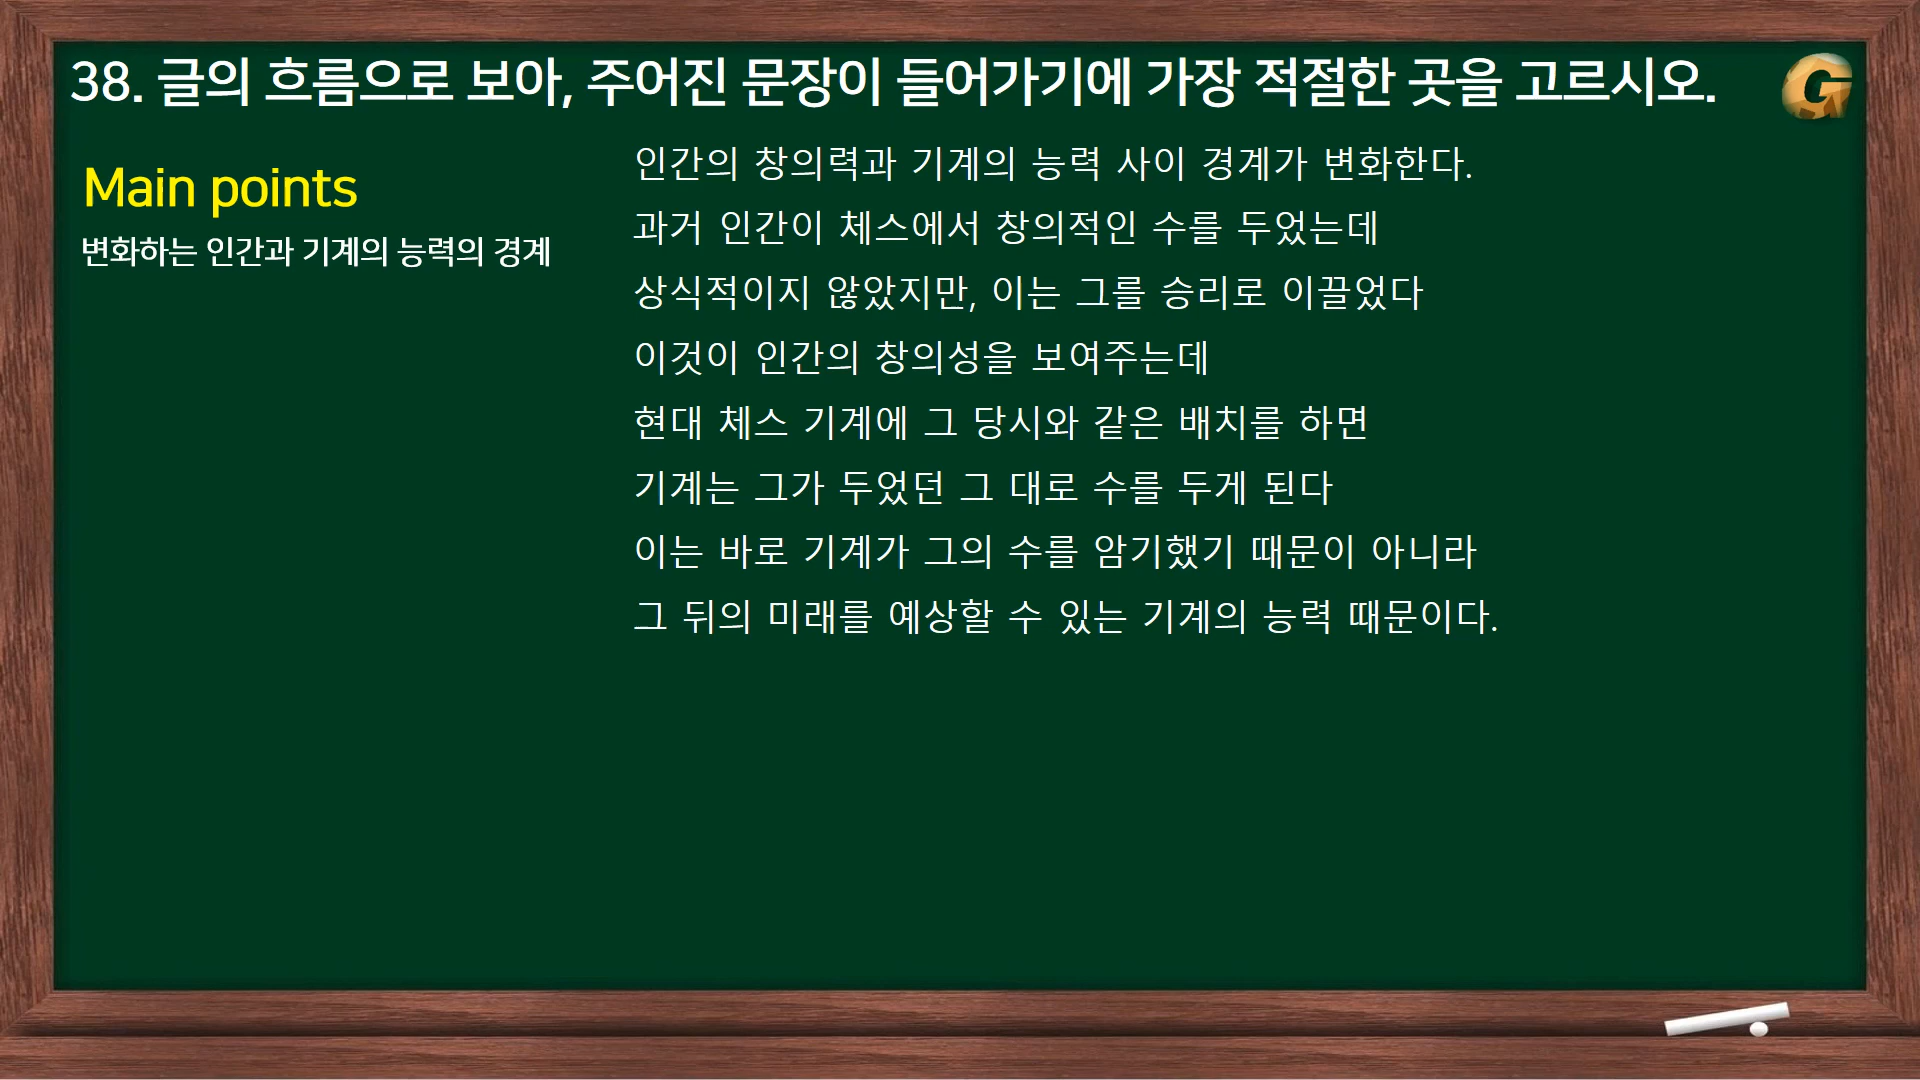 38. 글의 흐름으로 보아, 주어진 문장이 들어가기에 가장 적절한 곳을 고르시오.
G
Main points
변화하는 인간과 기계의 능력의 경계
인간의 창의력과 기계의 능력 사이 경계가 변화한다.
과거 인간이 체스에서 창의적인 수를 두었는데
상식적이지 않았지만, 이는 그를 승리로 이끌었다
이것이 인간의 창의성을 보여주는데
현대 체스 기계에 그 당시와 같은 배치를 하면
기계는 그가 두었던 그 대로 수를 두게 된다
이는 바로 기계가 그의 수를 암기했기 때문이 아니라
그 뒤의 미래를 예상할 수 있는 기계의 능력 때문이다.